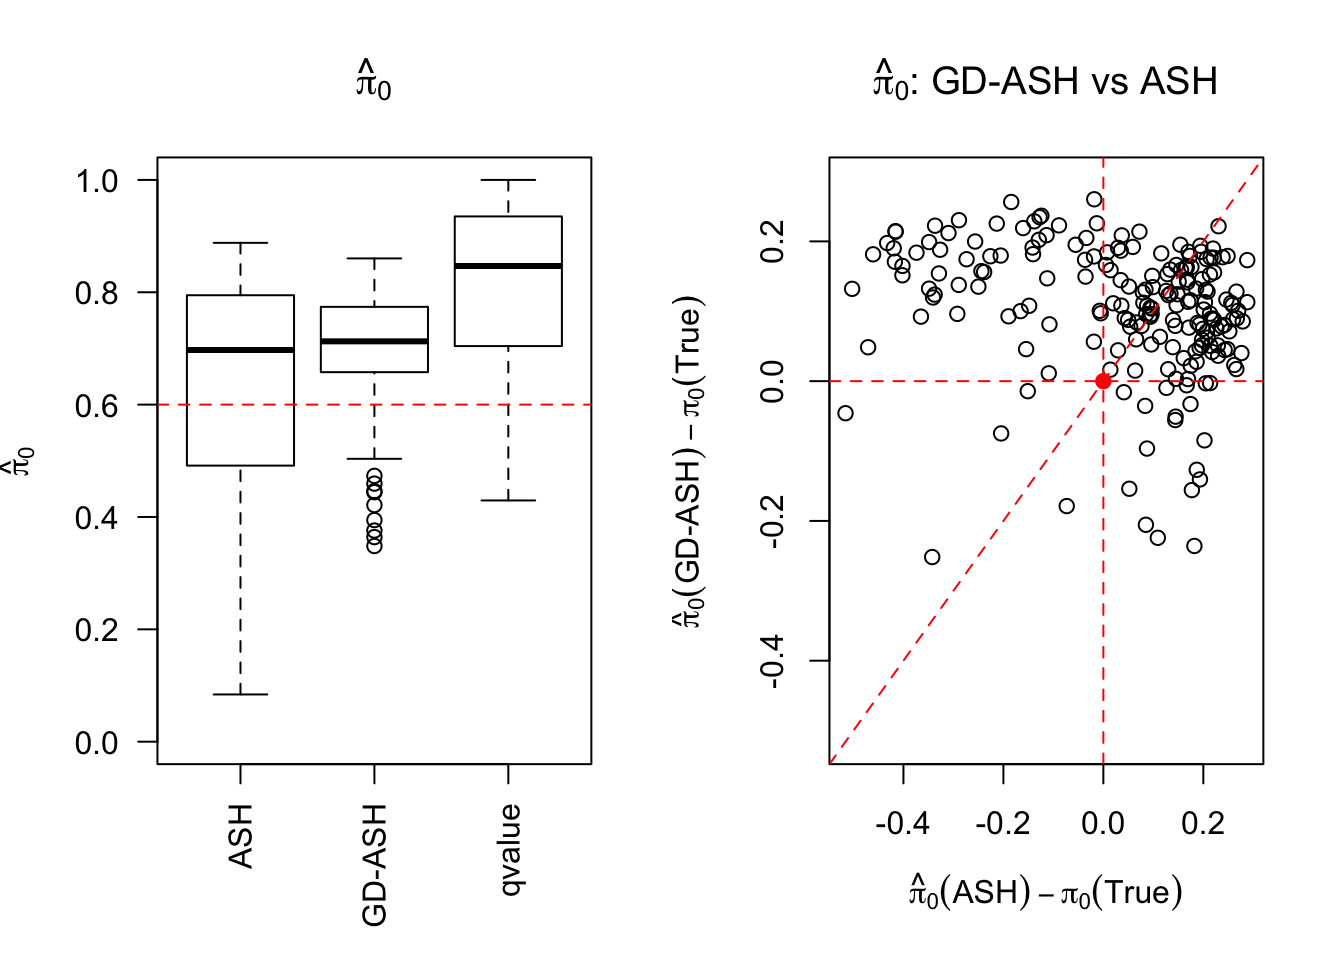 π̂₀
π̂₀
1.0
0.8
0.6
0.4
0.2
0.0
ASH
GD-ASH
qvalue
π̂₀: GD-ASH vs ASH
π̂₀(GD-ASH) − π₀(True)
0.2
0.0
-0.2
-0.4
-0.4 -0.2 0.0 0.2
π̂₀(ASH) − π₀(True)